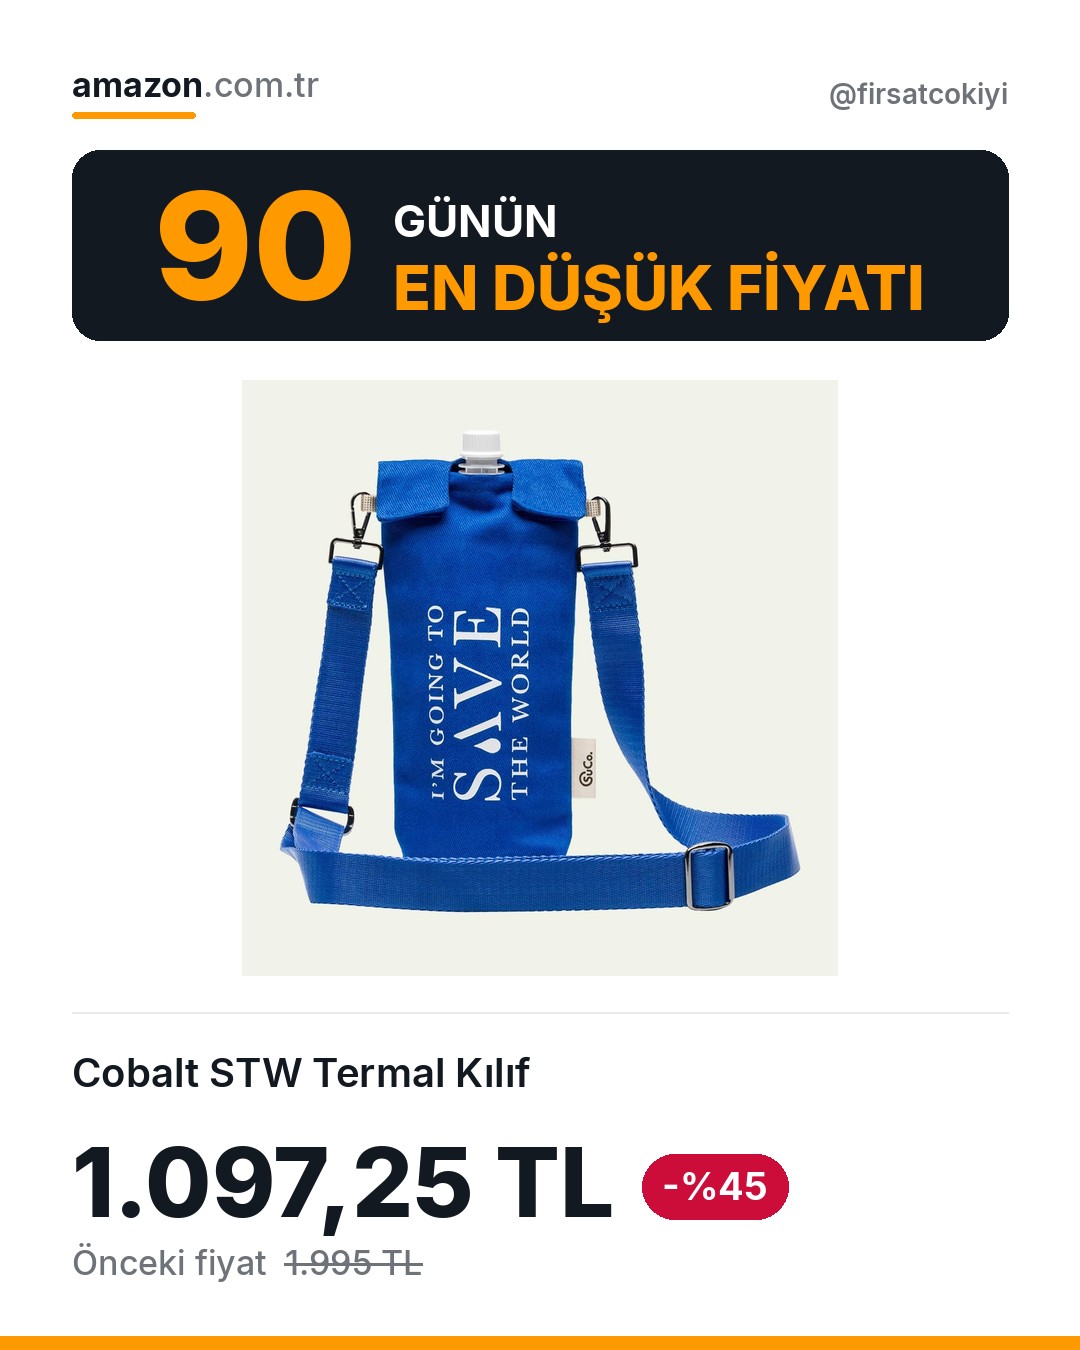 amazon.com.tr
@firsatcokiyi
90
GÜNÜN
EN DÜŞÜK FİYATI
I'M GOING TO
SAVE
THE WORLD
SuCo.
Cobalt STW Termal Kılıf
1.097,25 TL
-%45
Önceki fiyat 1.995 TL